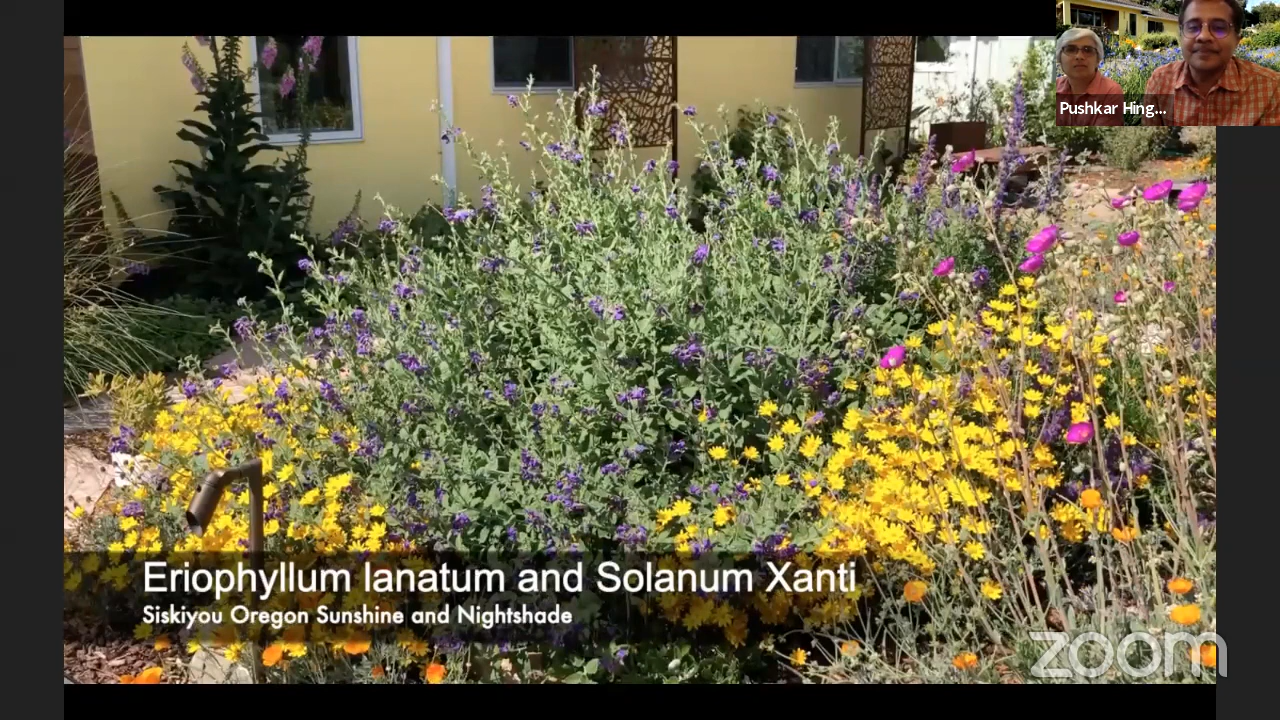 Pushkar Hing...
Eriophyllum lanatum and Solanum Xanti
Siskiyou Oregon Sunshine and Nightshade
zoom